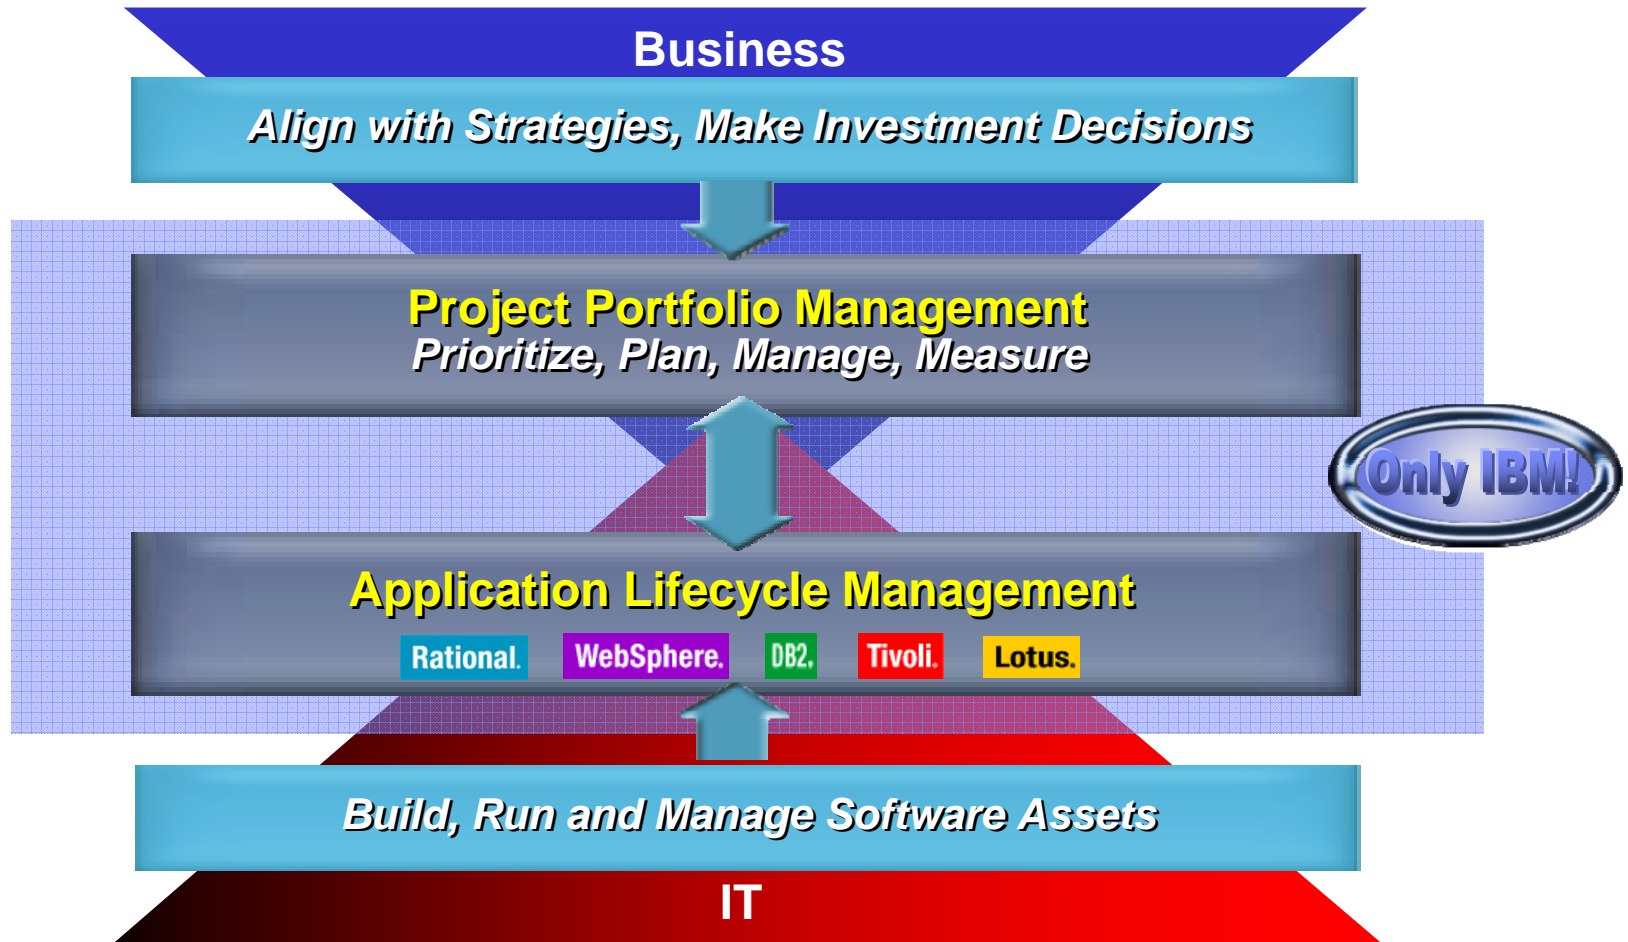 Business
Align with Strategies, Make Investment Decisions
Project Portfolio Management
Prioritize, Plan, Manage, Measure
Only IBM!
Application Lifecycle Management
Rational. WebSphere. DB2. Tivoli. Lotus.
Build, Run and Manage Software Assets
IT